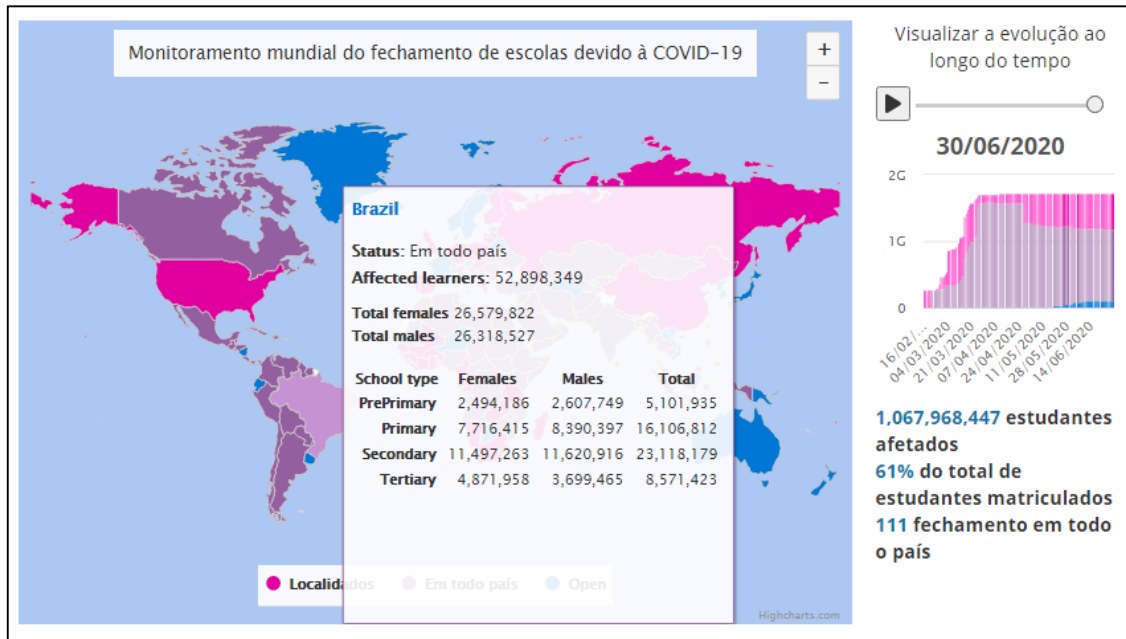 Monitoramento mundial do fechamento de escolas devido à COVID-19
+
−
Brazil
Status: Em todo país
Affected learners: 52,898,349
Total females 26,579,822
Total males 26,318,527
School type Females Males Total
PrePrimary 2,494,186 2,607,749 5,101,935
Primary 7,716,415 8,390,397 16,106,812
Secondary 11,497,263 11,620,916 23,118,179
Tertiary 4,871,958 3,699,465 8,571,423
Localidados Em todo país Open
Highcharts.com
Visualizar a evolução ao
longo do tempo
30/06/2020
2G
1G
0
16/02/...
04/03/2020
21/03/2020
07/04/2020
24/04/2020
11/05/2020
28/05/2020
14/06/2020
1,067,968,447 estudantes
afetados
61% do total de
estudantes matriculados
111 fechamento em todo
o país